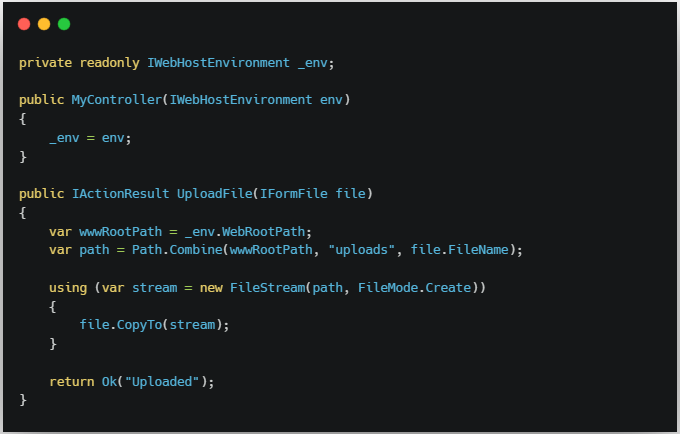 private readonly IWebHostEnvironment _env;
public MyController(IWebHostEnvironment env)
{
    _env = env;
}
public IActionResult UploadFile(IFormFile file)
{
    var wwwRootPath = _env.WebRootPath;
    var path = Path.Combine(wwwRootPath, "uploads", file.FileName);
    using (var stream = new FileStream(path, FileMode.Create))
    {
        file.CopyTo(stream);
    }
    return Ok("Uploaded");
}